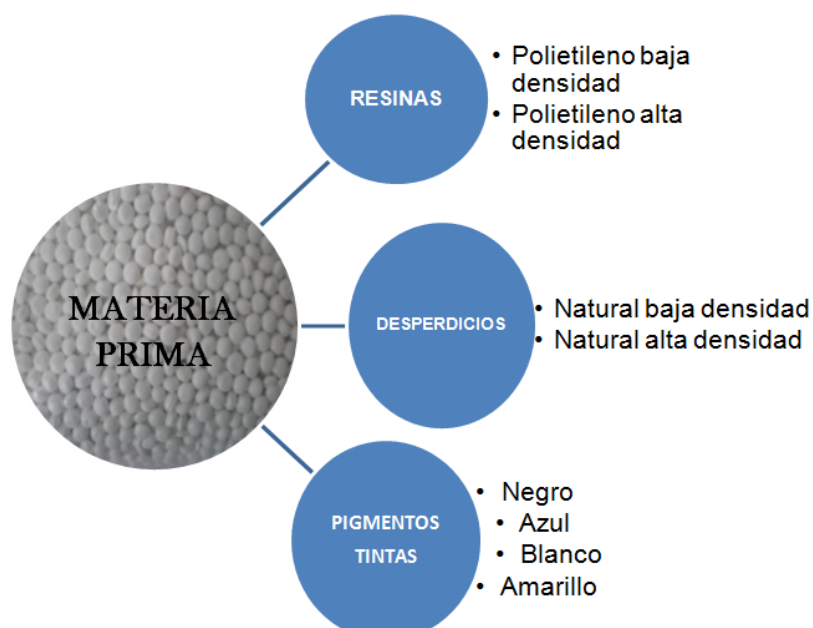 MATERIA
PRIMA
RESINAS
• Polietileno baja
densidad
• Polietileno alta
densidad
DESPERDICIOS
• Natural baja densidad
• Natural alta densidad
PIGMENTOS
TINTAS
• Negro
• Azul
• Blanco
• Amarillo